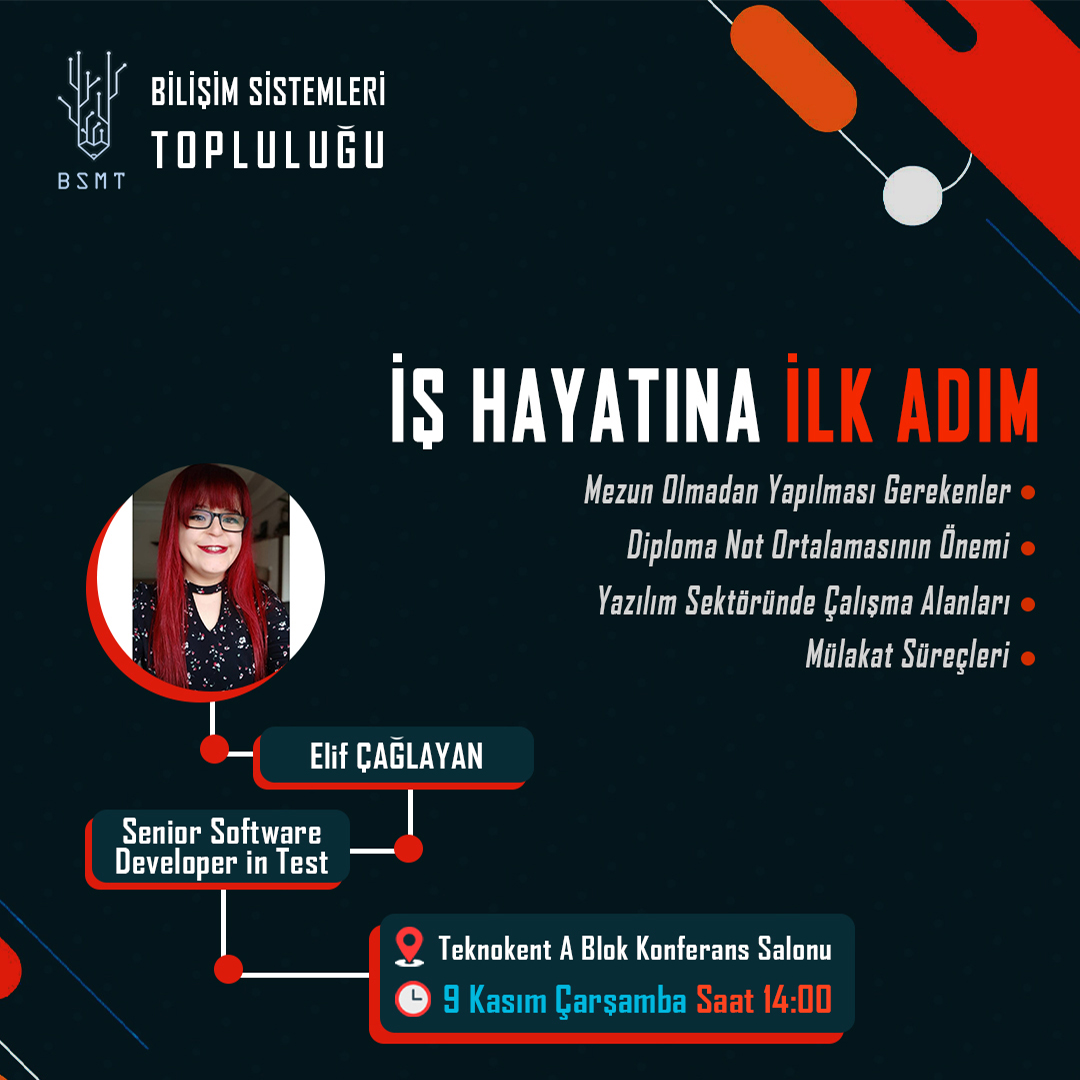 BİLİŞİM SİSTEMLERİ
TOPLULUĞU
BSMT
İŞ HAYATINA İLK ADIM
Mezun Olmadan Yapılması Gerekenler
Diploma Not Ortalamasının Önemi
Yazılım Sektöründe Çalışma Alanları
Mülakat Süreçleri
Elif ÇAĞLAYAN
Senior Software
Developer in Test
Teknokent A Blok Konferans Salonu
9 Kasım Çarşamba Saat 14:00